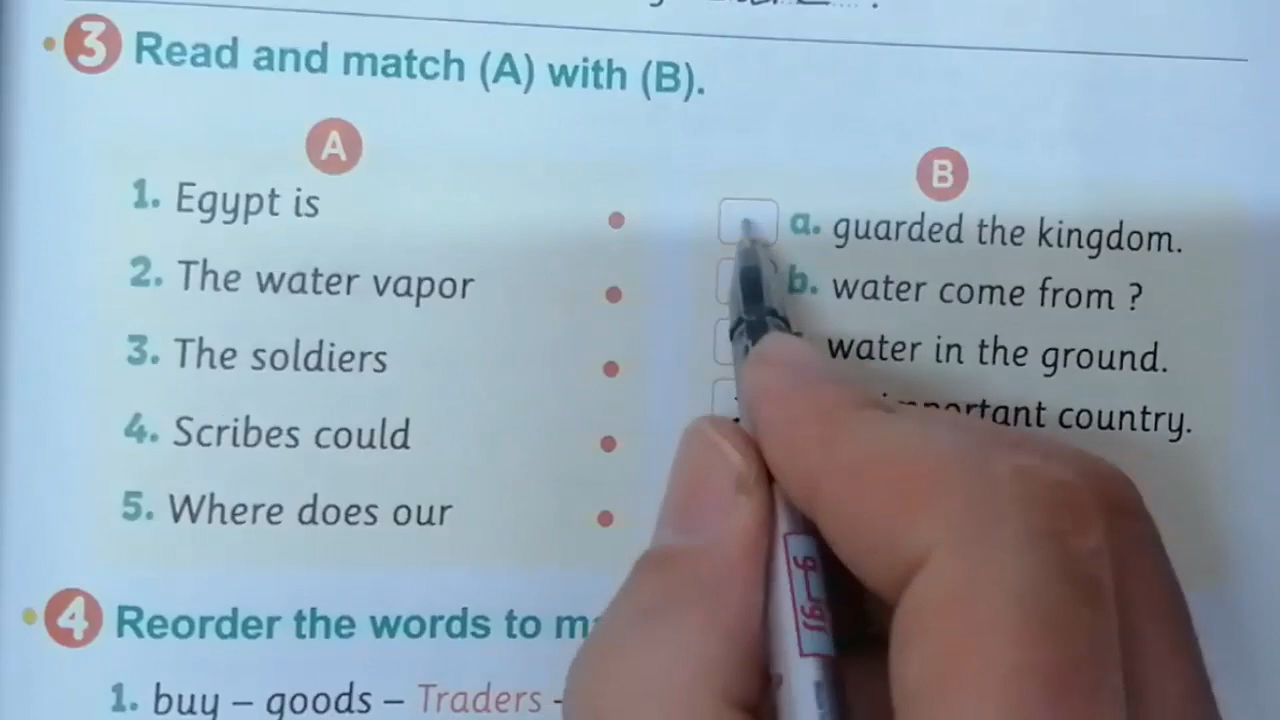 3 Read and match (A) with (B).
A
B
1. Egypt is
a. guarded the kingdom.
2. The water vapor
b. water come from ?
3. The soldiers
water in the ground.
4. Scribes could
important country.
5. Where does our
4 Reorder the words to
1. buy – goods – Traders -